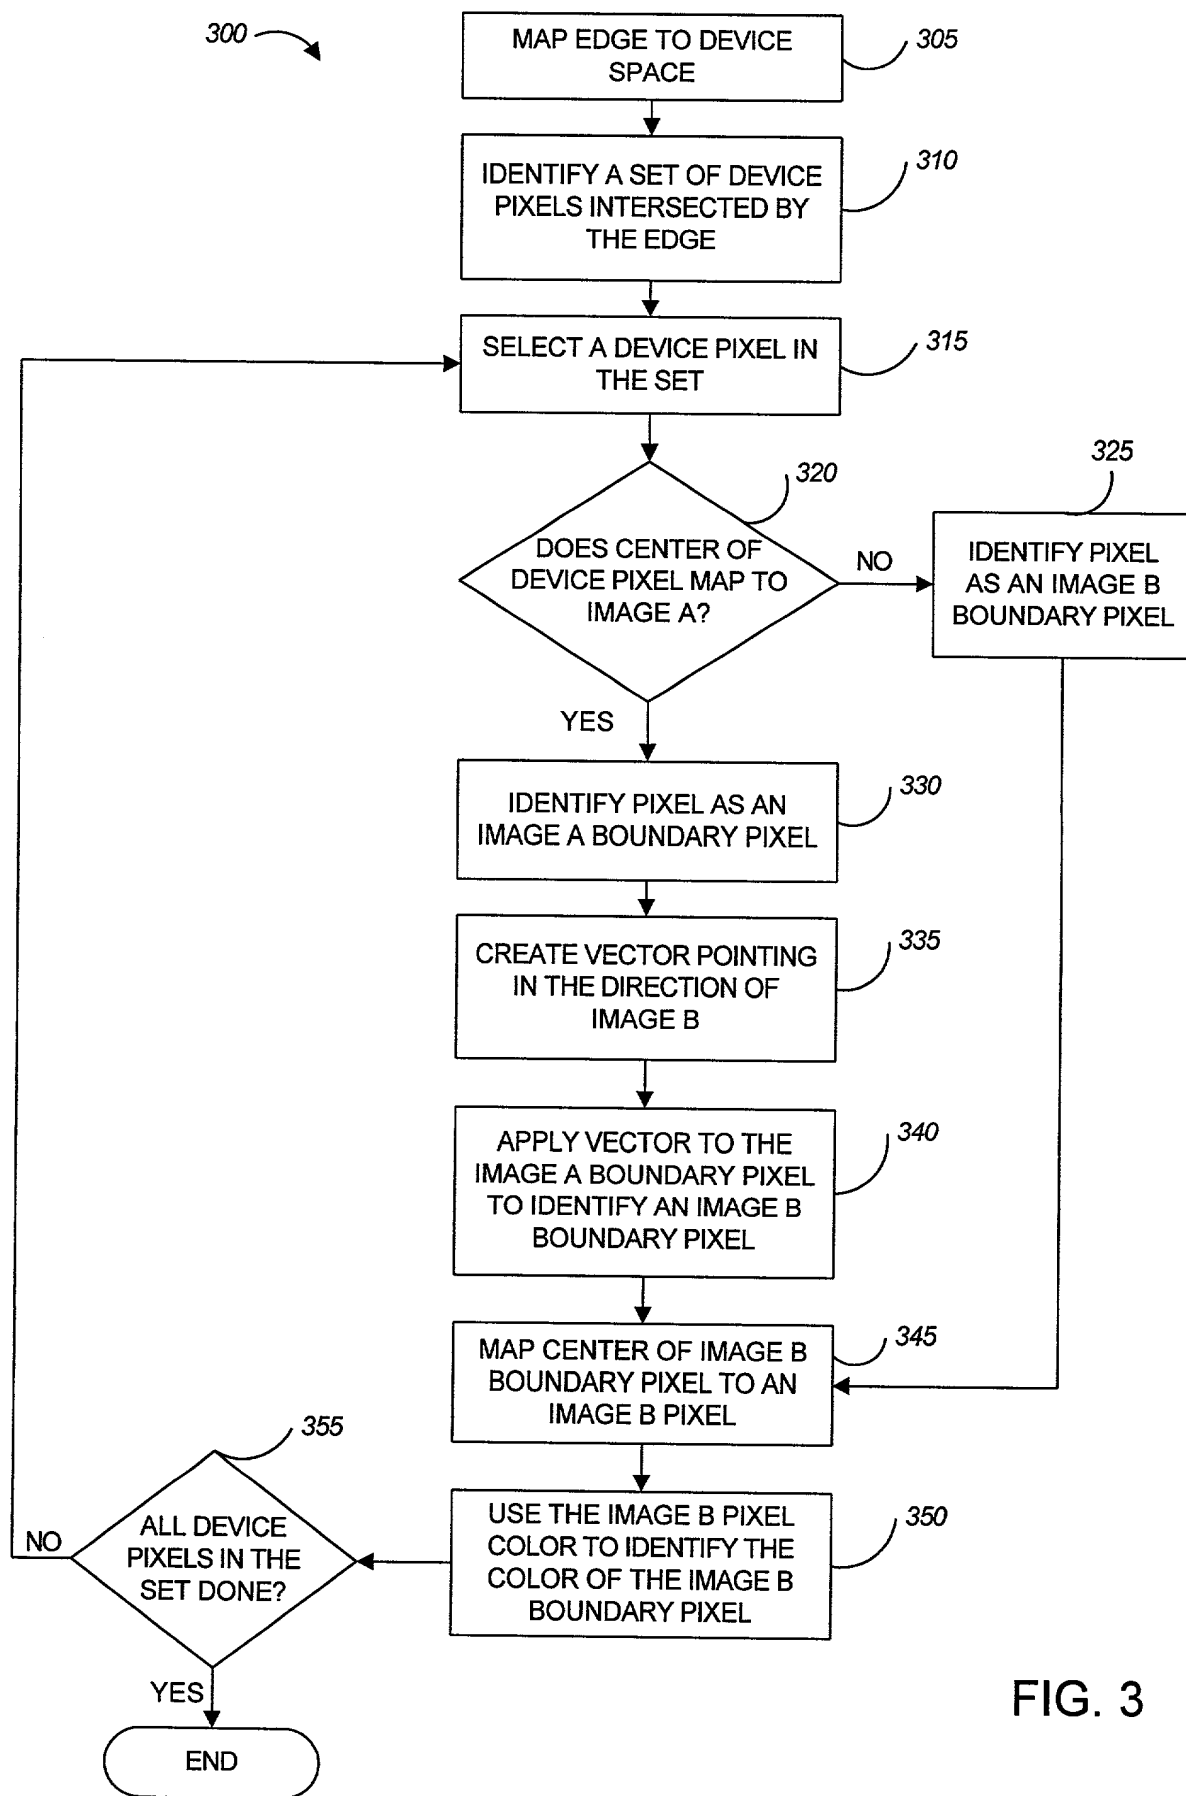 300
MAP EDGE TO DEVICE
SPACE
305
IDENTIFY A SET OF DEVICE
PIXELS INTERSECTED BY
THE EDGE
310
SELECT A DEVICE PIXEL IN
THE SET
315
320
DOES CENTER OF
DEVICE PIXEL MAP TO
IMAGE A?
NO
325
IDENTIFY PIXEL
AS AN IMAGE B
BOUNDARY PIXEL
YES
IDENTIFY PIXEL AS AN
IMAGE A BOUNDARY PIXEL
330
CREATE VECTOR POINTING
IN THE DIRECTION OF
IMAGE B
335
APPLY VECTOR TO THE
IMAGE A BOUNDARY PIXEL
TO IDENTIFY AN IMAGE B
BOUNDARY PIXEL
340
MAP CENTER OF IMAGE B
BOUNDARY PIXEL TO AN
IMAGE B PIXEL
345
USE THE IMAGE B PIXEL
COLOR TO IDENTIFY THE
COLOR OF THE IMAGE B
BOUNDARY PIXEL
350
355
ALL DEVICE
PIXELS IN THE
SET DONE?
NO
YES
END
FIG. 3